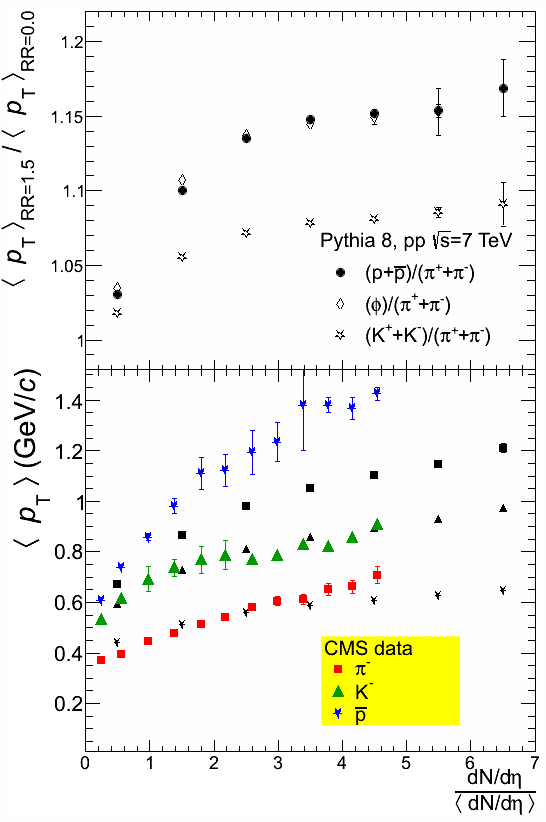 ⟨ p_T ⟩_RR=1.5 / ⟨ p_T ⟩_RR=0.0
1.2
1.15
1.1
1.05
1
Pythia 8, pp √s=7 TeV
(p+p̅)/(π⁺+π⁻)
(ϕ)/(π⁺+π⁻)
(K⁺+K⁻)/(π⁺+π⁻)
⟨ p_T ⟩ (GeV/c)
1.4
1.2
1
0.8
0.6
0.4
0.2
CMS data
π⁻
K⁻
p̅
0 1 2 3 4 5 6 7
dN/dη
⟨ dN/dη ⟩